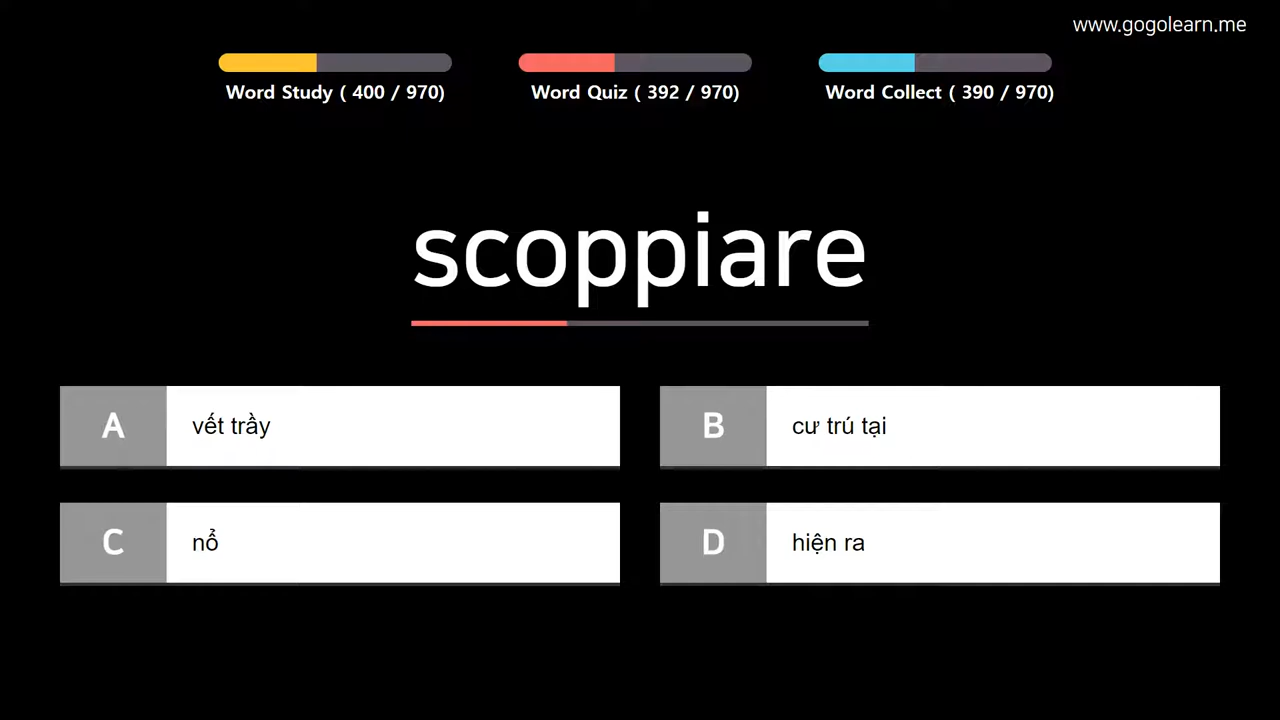 www.gogolearn.me
Word Study ( 400 / 970)
Word Quiz ( 392 / 970)
Word Collect ( 390 / 970)
scoppiare
A
vết trầy
B
cư trú tại
C
nổ
D
hiện ra